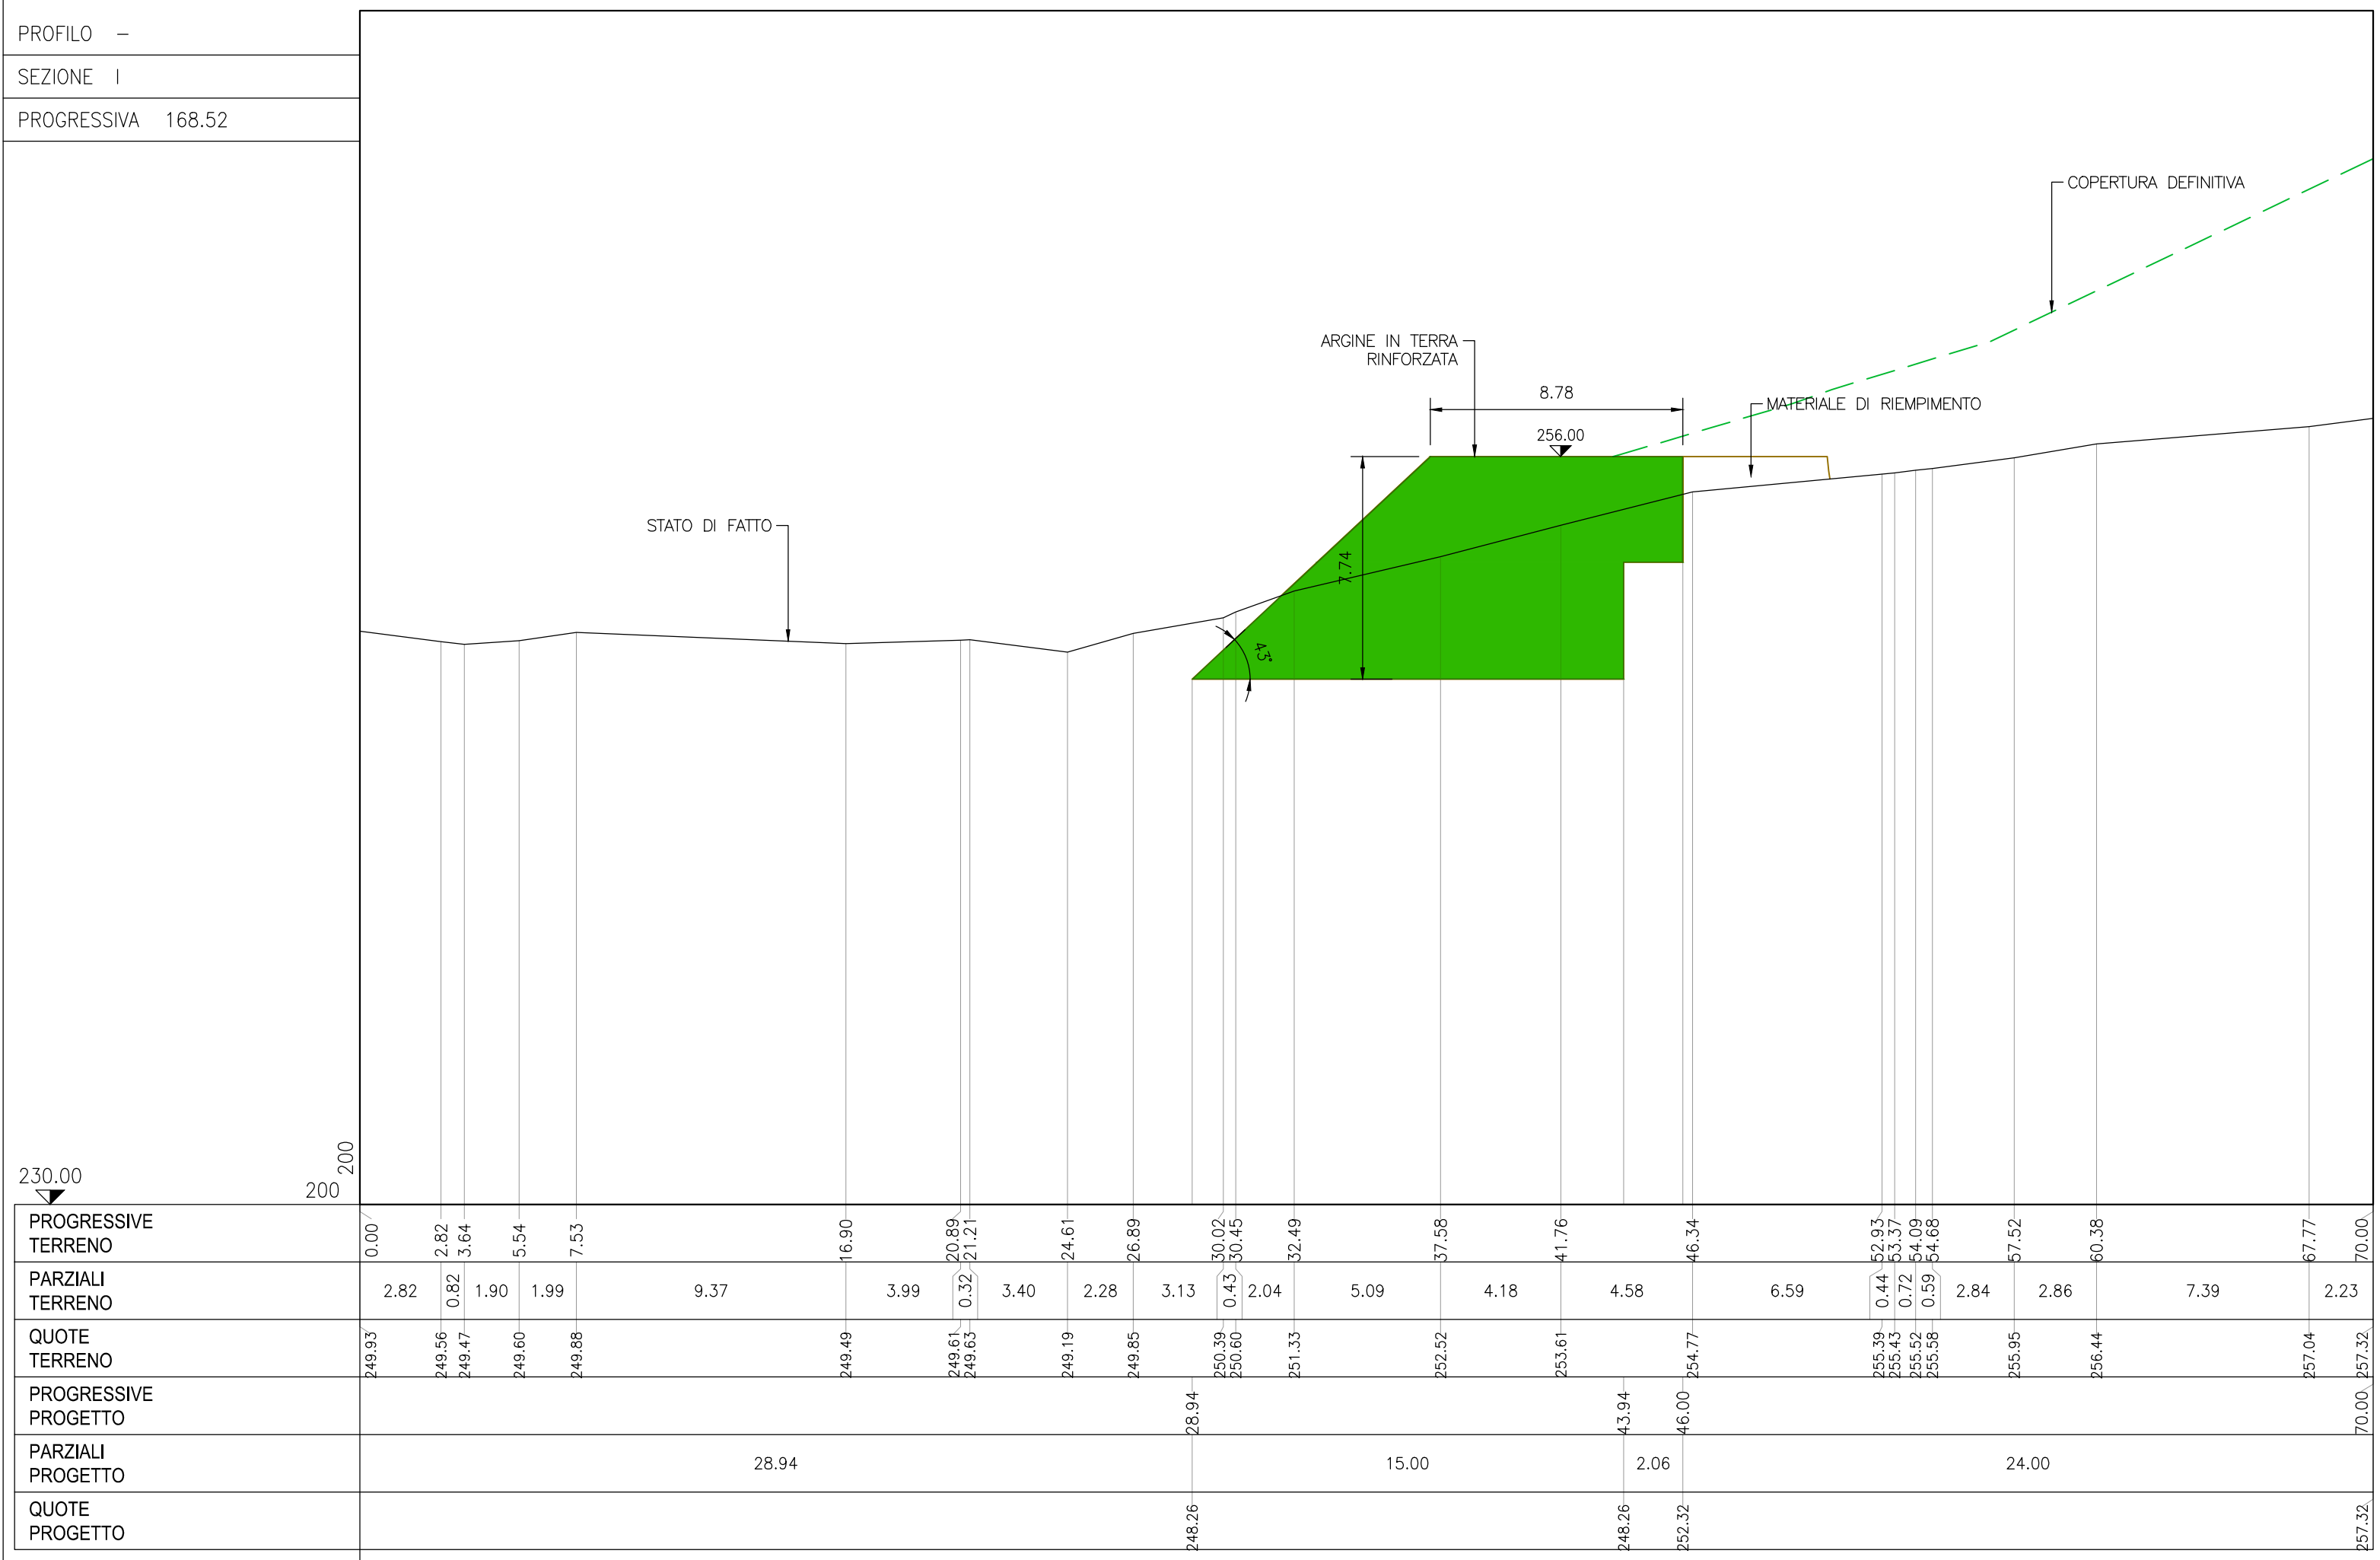 PROFILO -
SEZIONE I
PROGRESSIVA 168.52
COPERTURA DEFINITIVA
ARGINE IN TERRA
RINFORZATA
8.78
MATERIALE DI RIEMPIMENTO
256.00
STATO DI FATTO
7.74
43°
230.00
200
200
PROGRESSIVE
TERRENO
0.00 2.82 3.64 5.54 7.53 16.90 20.89 21.21 24.61 26.89 30.02 30.45 32.49 37.58 41.76 46.34 52.93 53.37 54.09 54.68 57.52 60.38 67.77 70.00
PARZIALI
TERRENO
2.82 0.82 1.90 1.99 9.37 3.99 0.32 3.40 2.28 3.13 0.43 2.04 5.09 4.18 4.58 6.59 0.44 0.72 0.59 2.84 2.86 7.39 2.23
QUOTE
TERRENO
249.93 249.56 249.47 249.60 249.88 249.49 249.61 249.63 249.19 249.85 250.39 250.60 251.33 252.52 253.61 254.77 255.39 255.43 255.52 255.58 255.95 256.44 257.04 257.32
PROGRESSIVE
PROGETTO
28.94 43.94 46.00 70.00
PARZIALI
PROGETTO
28.94 15.00 2.06 24.00
QUOTE
PROGETTO
248.26 248.26 252.32 257.32